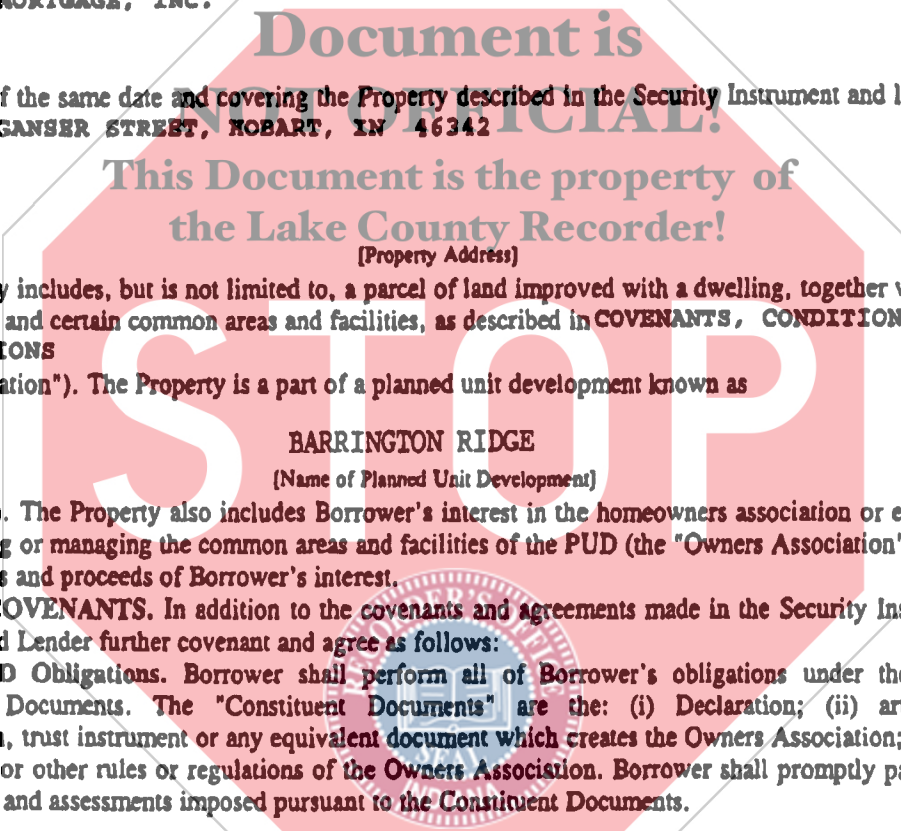 MORTGAGE, INC.
Document is
NOT OFFICIAL!
f the same date and covering the Property described in the Security Instrument and l
GANSER STREET, HOBART, IN 46342
This Document is the property of
the Lake County Recorder!
[Property Address]
y includes, but is not limited to, a parcel of land improved with a dwelling, together
and certain common areas and facilities, as described in COVENANTS, CONDITION
IONS
ation"). The Property is a part of a planned unit development known as
STOP
BARRINGTON RIDGE
[Name of Planned Unit Development]
. The Property also includes Borrower's interest in the homeowners association or e
g or managing the common areas and facilities of the PUD (the "Owners Association"
s and proceeds of Borrower's interest.
COVENANTS. In addition to the covenants and agreements made in the Security Ins
d Lender further covenant and agree as follows:
D Obligations. Borrower shall perform all of Borrower's obligations under the
Documents. The "Constituent Documents" are the: (i) Declaration; (ii) ar
, trust instrument or any equivalent document which creates the Owners Association;
or other rules or regulations of the Owners Association. Borrower shall promptly pa
and assessments imposed pursuant to the Constituent Documents.
RECORDER'S OFFICE
SEAL
INDIANA